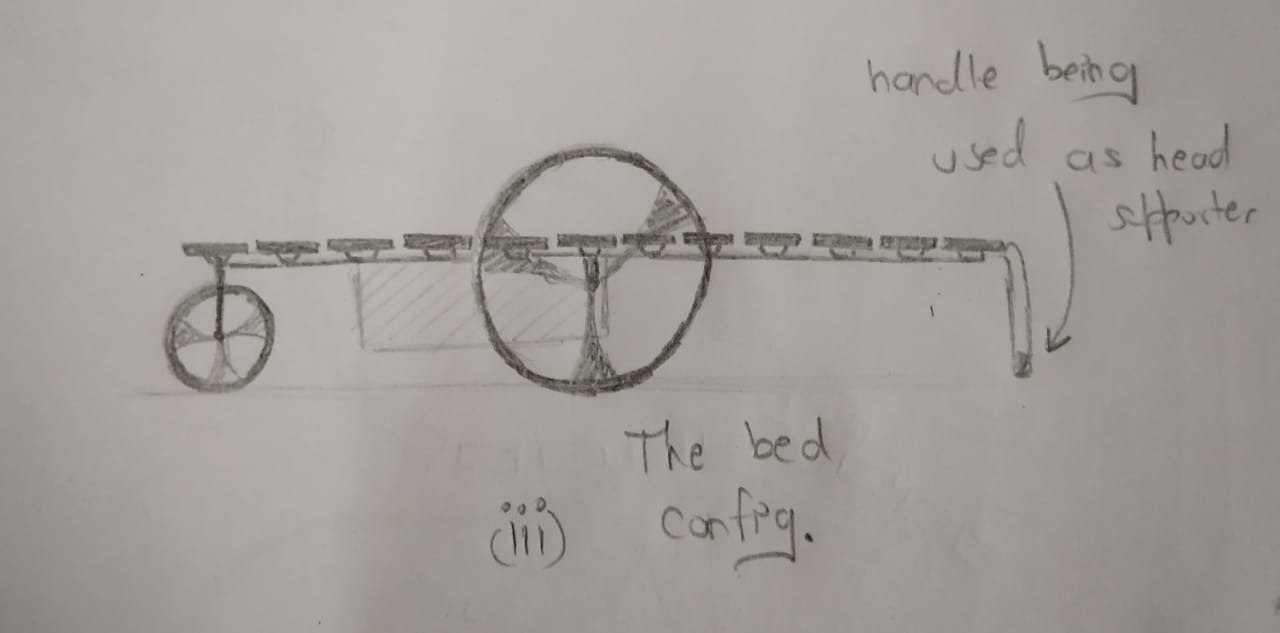 handle being
used as head
supporter
The bed
(iii) config.